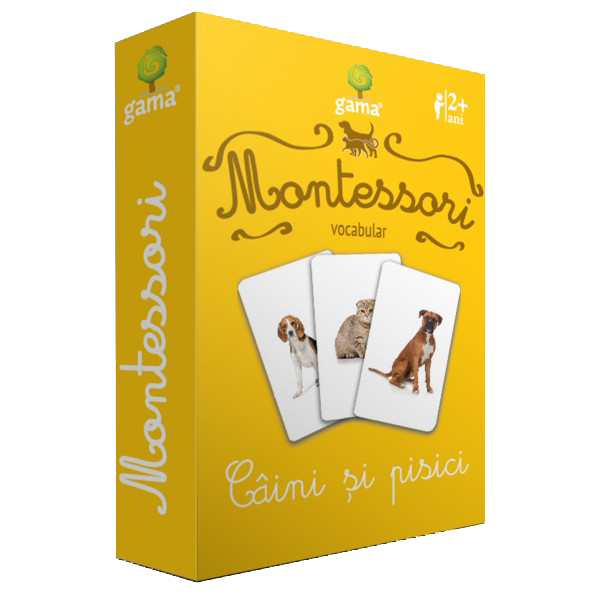 gama®
Montessori
gama®
2+
ani
Montessori
vocabular
Câini și pisici